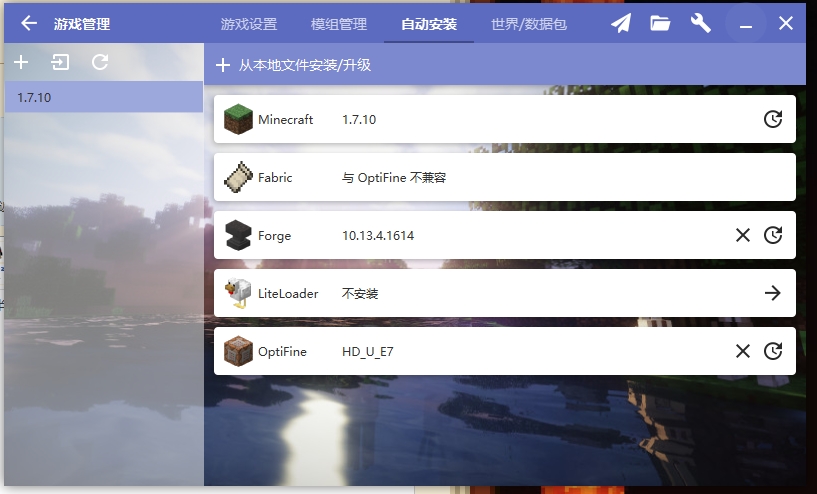 游戏管理
游戏设置 模组管理 自动安装 世界/数据包
从本地文件安装/升级
1.7.10
Minecraft 1.7.10
Fabric 与 OptiFine 不兼容
Forge 10.13.4.1614
LiteLoader 不安装
OptiFine HD_U_E7